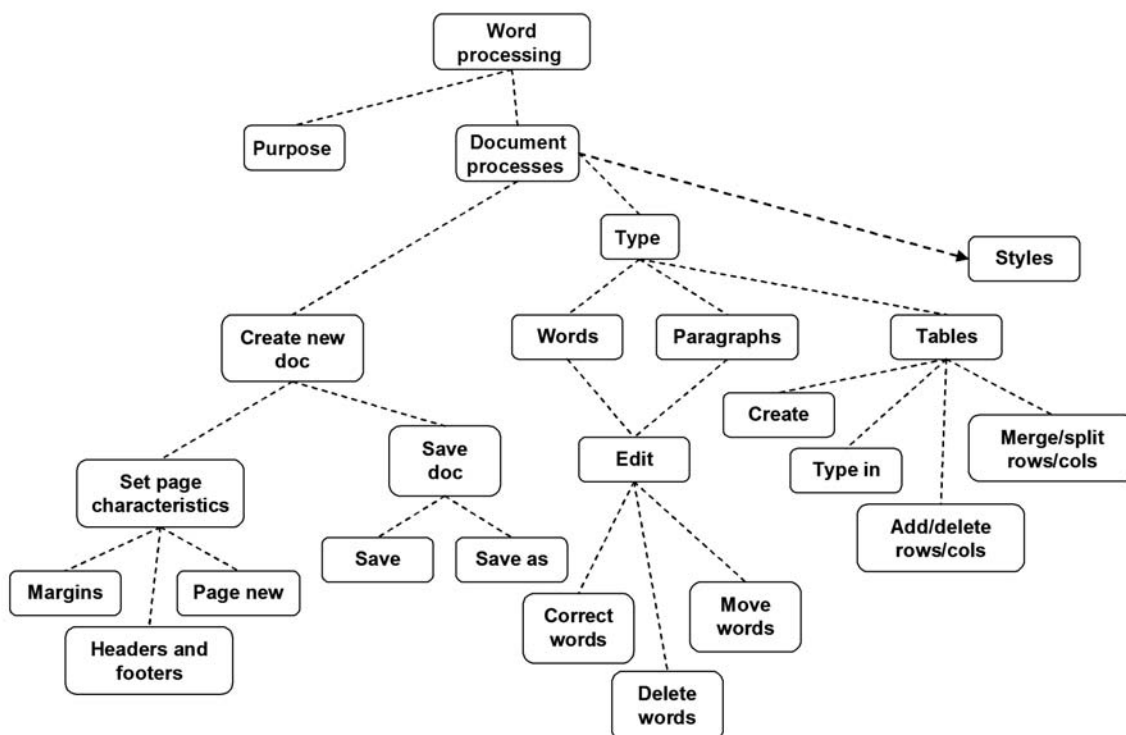 Word
processing
Purpose
Document
processes
Type
Styles
Create new
doc
Words
Paragraphs
Tables
Create
Type in
Add/delete
rows/cols
Merge/split
rows/cols
Set page
characteristics
Save
doc
Edit
Save
Save as
Margins
Page new
Headers and
footers
Correct
words
Move
words
Delete
words